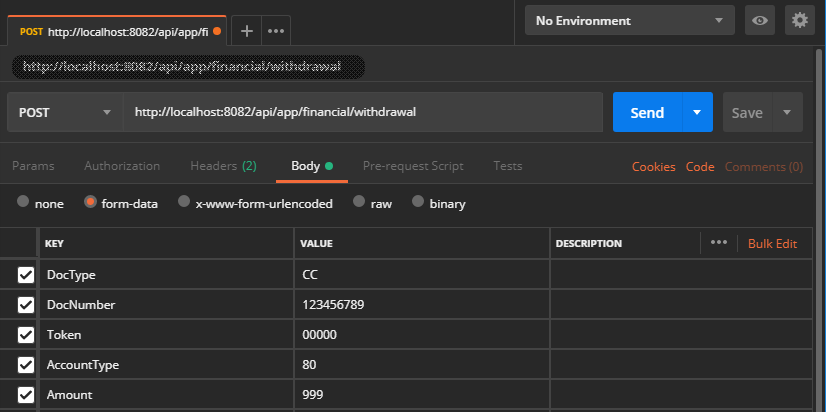 POST http://localhost:8082/api/app/fi + ••• No Environment
http://localhost:8082/api/app/financial/withdrawal
POST http://localhost:8082/api/app/financial/withdrawal Send Save
Params Authorization Headers (2) Body Pre-request Script Tests Cookies Code Comments (0)
none form-data x-www-form-urlencoded raw binary
KEY VALUE DESCRIPTION ••• Bulk Edit
DocType CC
DocNumber 123456789
Token 00000
AccountType 80
Amount 999